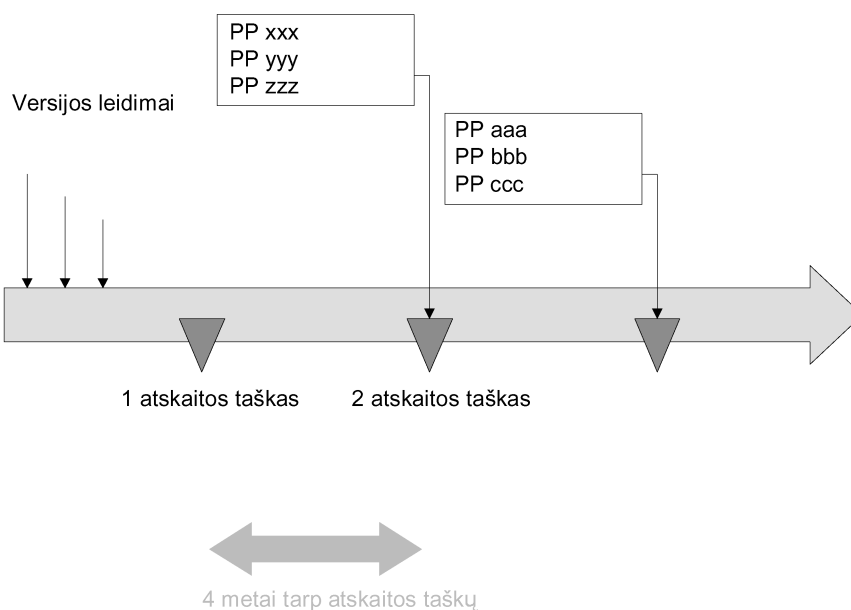 PP xxx
PP yyy
PP zzz
Versijos leidimai
PP aaa
PP bbb
PP ccc
1 atskaitos taškas
2 atskaitos taškas
4 metai tarp atskaitos taškų